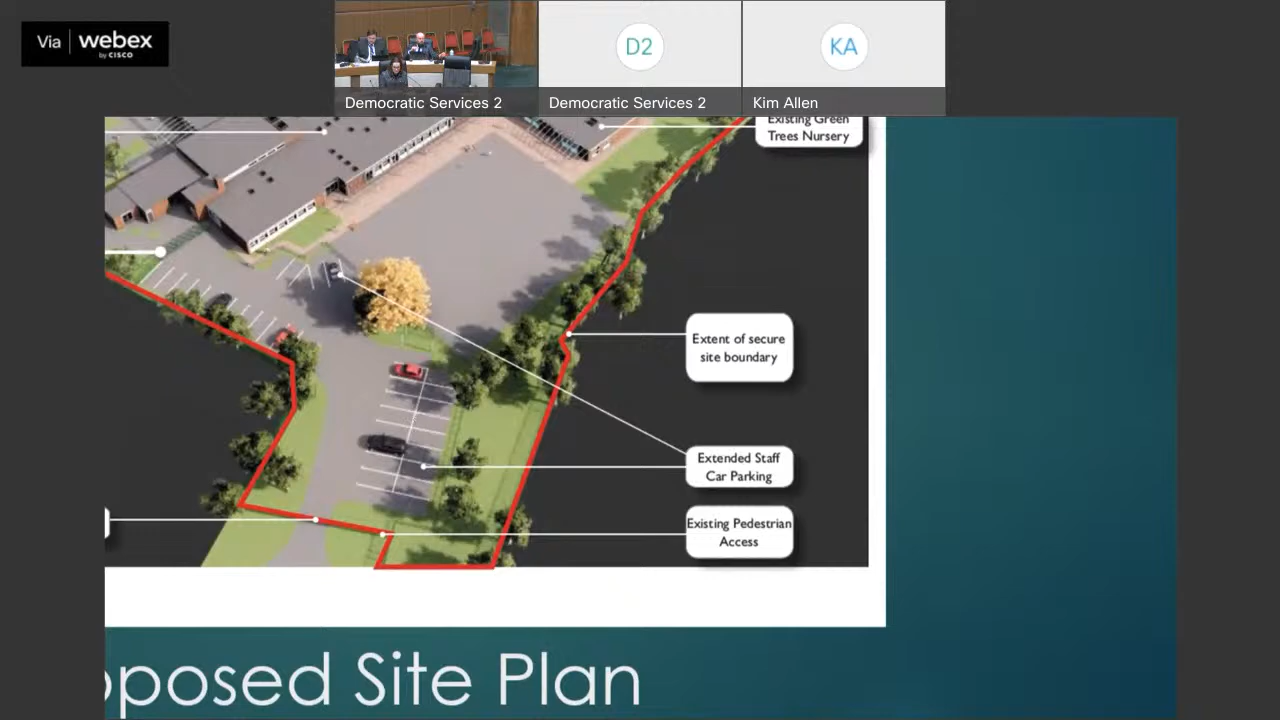 Via webex
by CISCO
D2
KA
Democratic Services 2
Democratic Services 2
Kim Allen
Existing Green
Trees Nursery
Extent of secure
site boundary
Extended Staff
Car Parking
Existing Pedestrian
Access
oposed Site Plan